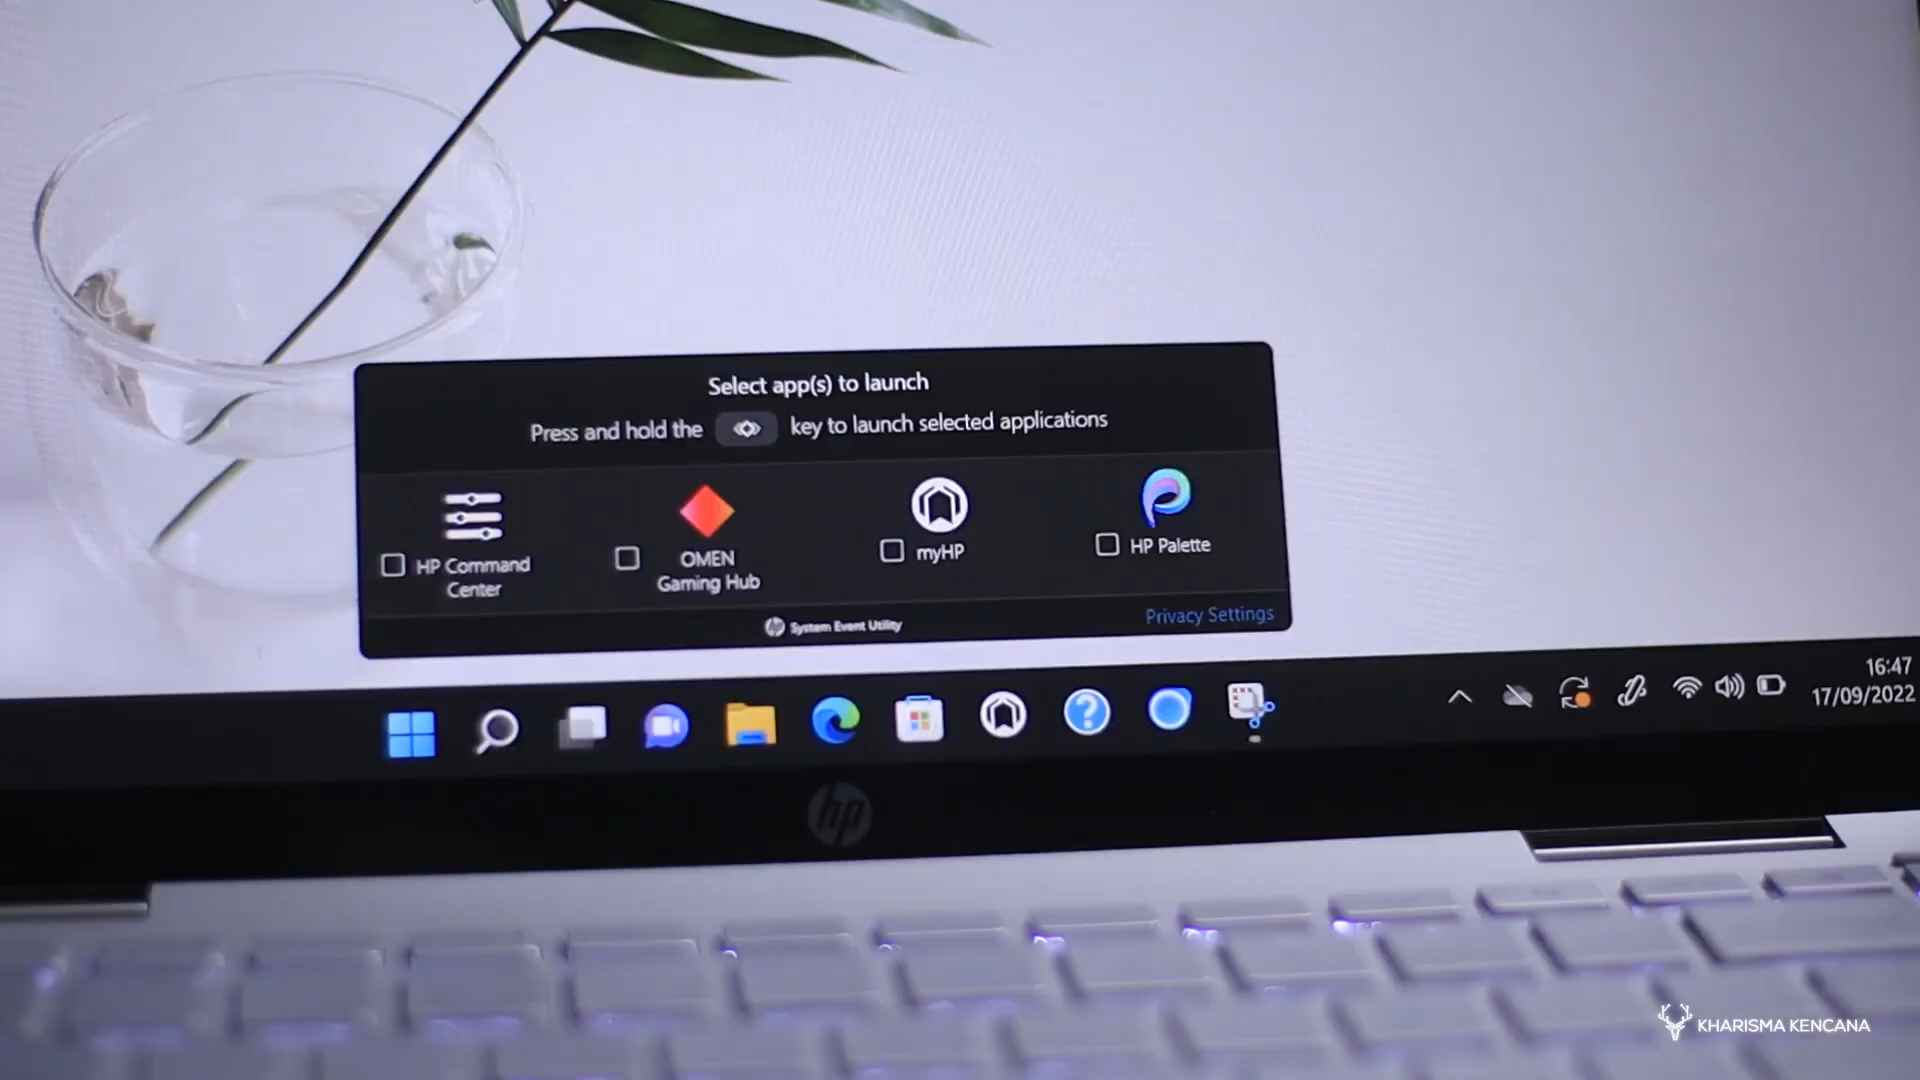 Select app(s) to launch
Press and hold the key to launch selected applications
HP Command
Center
OMEN
Gaming Hub
myHP
HP Palette
hp System Event Utility
Privacy Settings
16:47
17/09/2022
hp
KHARISMA KENCANA